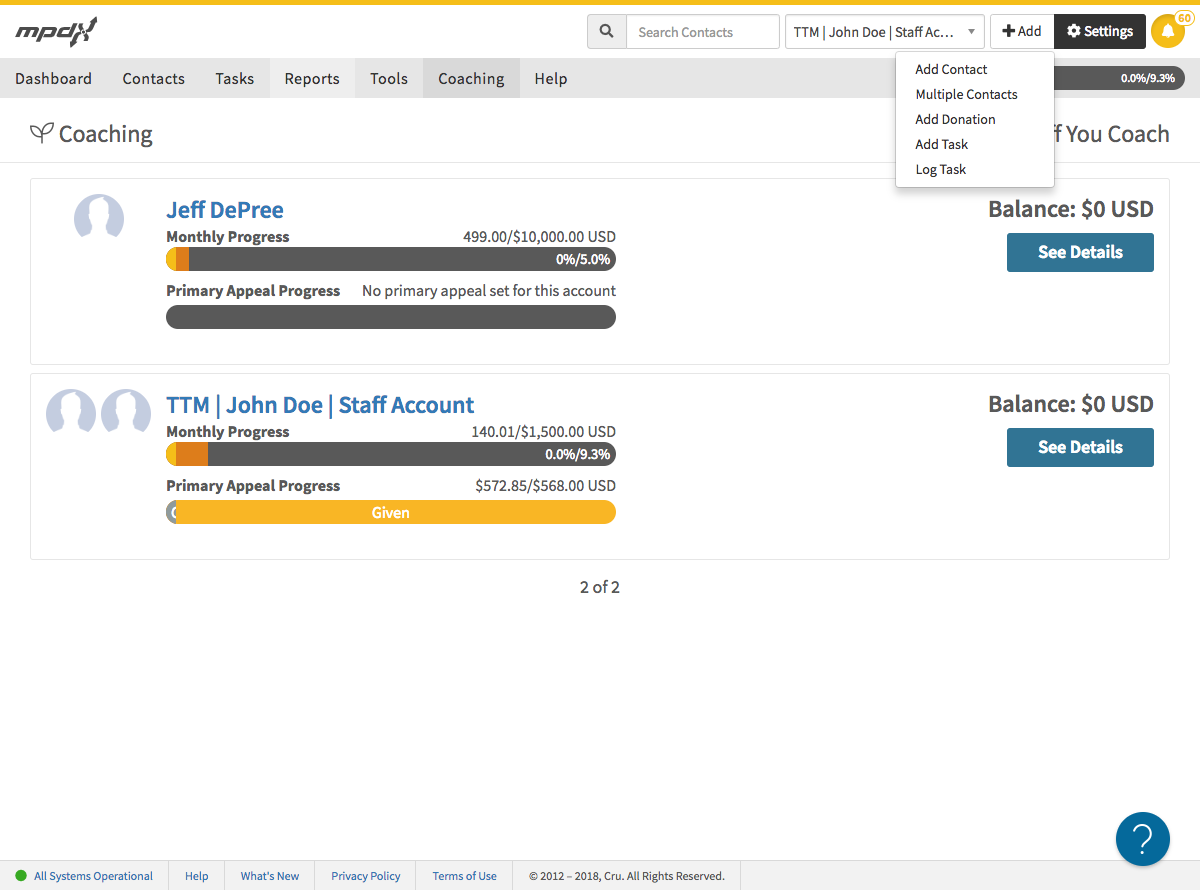 mpdx
Search Contacts
TTM | John Doe | Staff Ac...
Add
Settings
60
Dashboard
Contacts
Tasks
Reports
Tools
Coaching
Help
0.0%/9.3%
Add Contact
Multiple Contacts
Add Donation
Add Task
Log Task
Coaching
You Coach
Jeff DePree
Balance: $0 USD
Monthly Progress 499.00/$10,000.00 USD
See Details
0%/5.0%
Primary Appeal Progress No primary appeal set for this account
TTM | John Doe | Staff Account
Balance: $0 USD
Monthly Progress 140.01/$1,500.00 USD
See Details
0.0%/9.3%
Primary Appeal Progress $572.85/$568.00 USD
Given
2 of 2
?
All Systems Operational
Help
What's New
Privacy Policy
Terms of Use
© 2012 – 2018, Cru. All Rights Reserved.